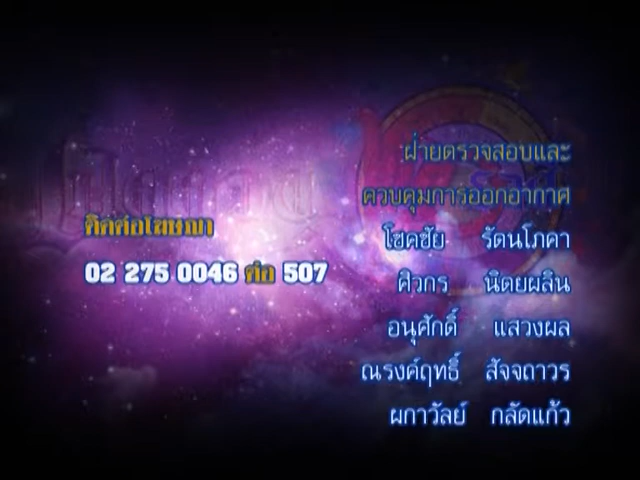 ติดต่อโฆษณา
02 275 0046 ต่อ 507
ฝ่ายตรวจสอบและ
ควบคุมการออกอากาศ
โชคชัย รัตนโภคา
ศิวกร นิตยผลิน
อนุศักดิ์ แสวงผล
ณรงค์ฤทธิ์ สัจจถาวร
ผกาวัลย์ กลัดแก้ว